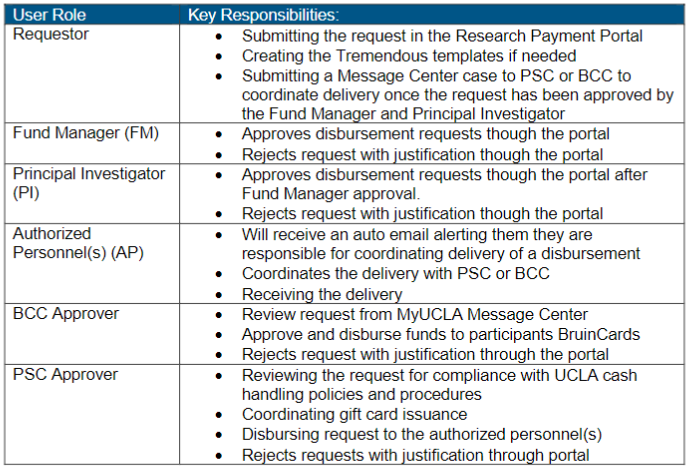 User Role Key Responsibilities:
Requestor • Submitting the request in the Research Payment Portal
• Creating the Tremendous templates if needed
• Submitting a Message Center case to PSC or BCC to
coordinate delivery once the request has been approved by
the Fund Manager and Principal Investigator
Fund Manager (FM) • Approves disbursement requests though the portal
• Rejects request with justification though the portal
Principal Investigator • Approves disbursement requests though the portal after
(PI) Fund Manager approval.
• Rejects request with justification though the portal
Authorized • Will receive an auto email alerting them they are
Personnel(s) (AP) responsible for coordinating delivery of a disbursement
• Coordinates the delivery with PSC or BCC
• Receiving the delivery
BCC Approver • Review request from MyUCLA Message Center
• Approve and disburse funds to participants BruinCards
• Rejects request with justification through the portal
PSC Approver • Reviewing the request for compliance with UCLA cash
handling policies and procedures
• Coordinating gift card issuance
• Disbursing request to the authorized personnel(s)
• Rejects requests with justification through portal